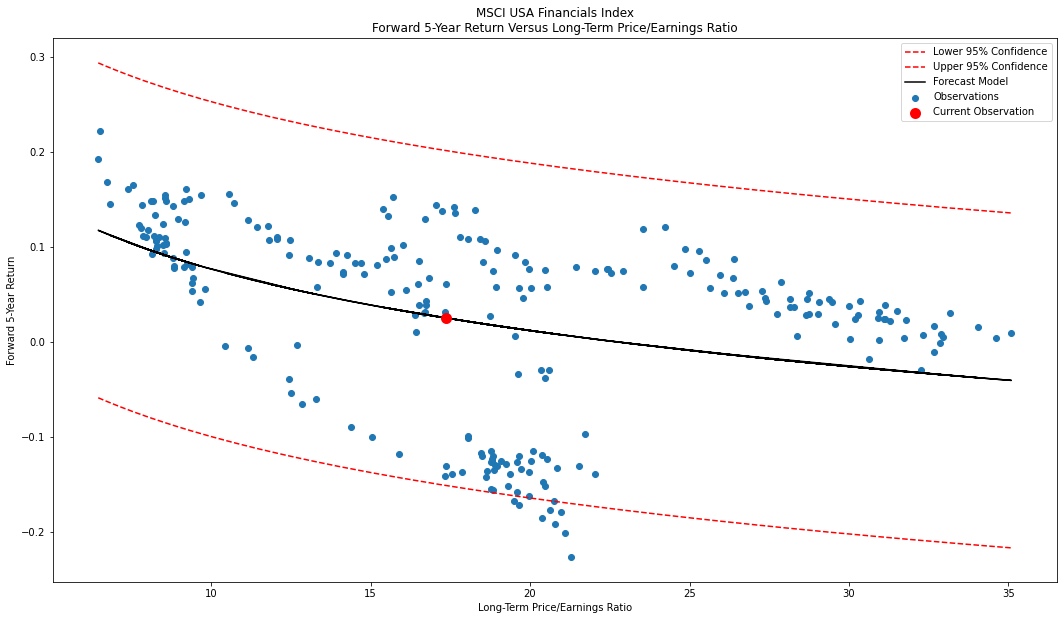 MSCI USA Financials Index
Forward 5-Year Return Versus Long-Term Price/Earnings Ratio
Lower 95% Confidence
Upper 95% Confidence
Forecast Model
Observations
Current Observation
Forward 5-Year Return
0.3
0.2
0.1
0.0
−0.1
−0.2
10
15
20
25
30
35
Long-Term Price/Earnings Ratio